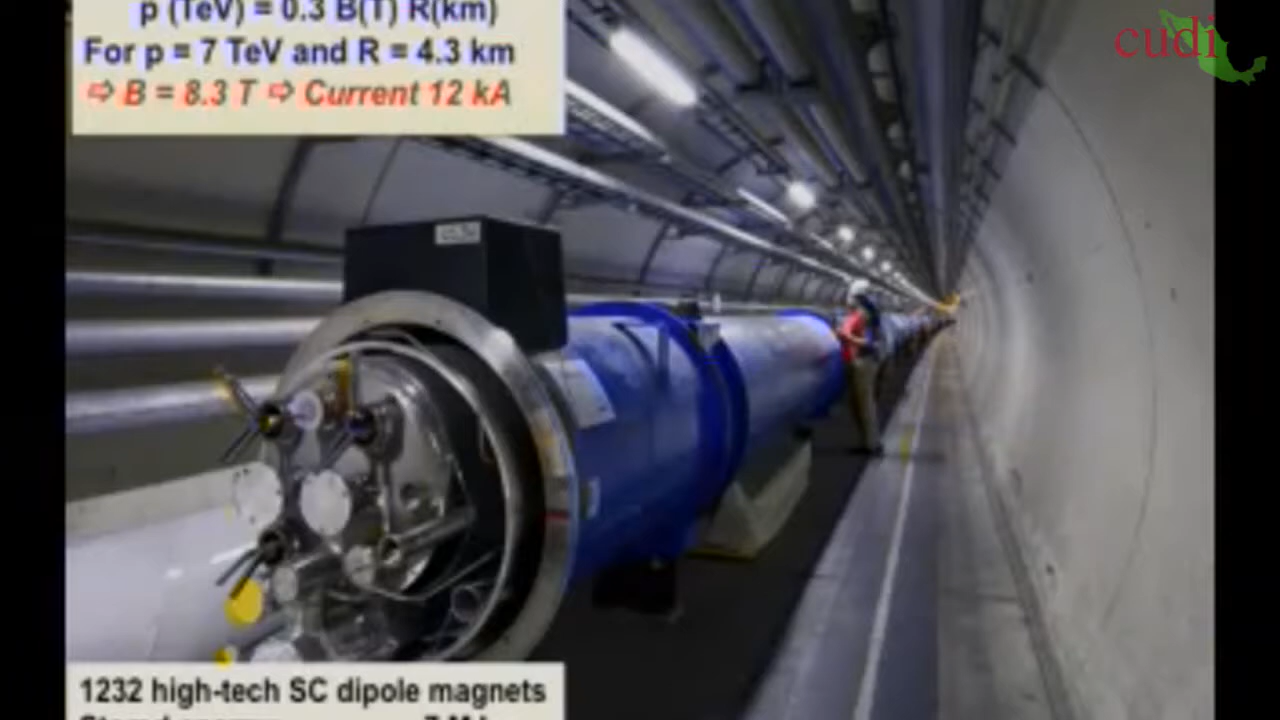 p (TeV) = 0.3 B(T) R(km)
For p = 7 TeV and R = 4.3 km
⇨ B = 8.3 T ⇨ Current 12 kA
cudi
1232 high-tech SC dipole magnets